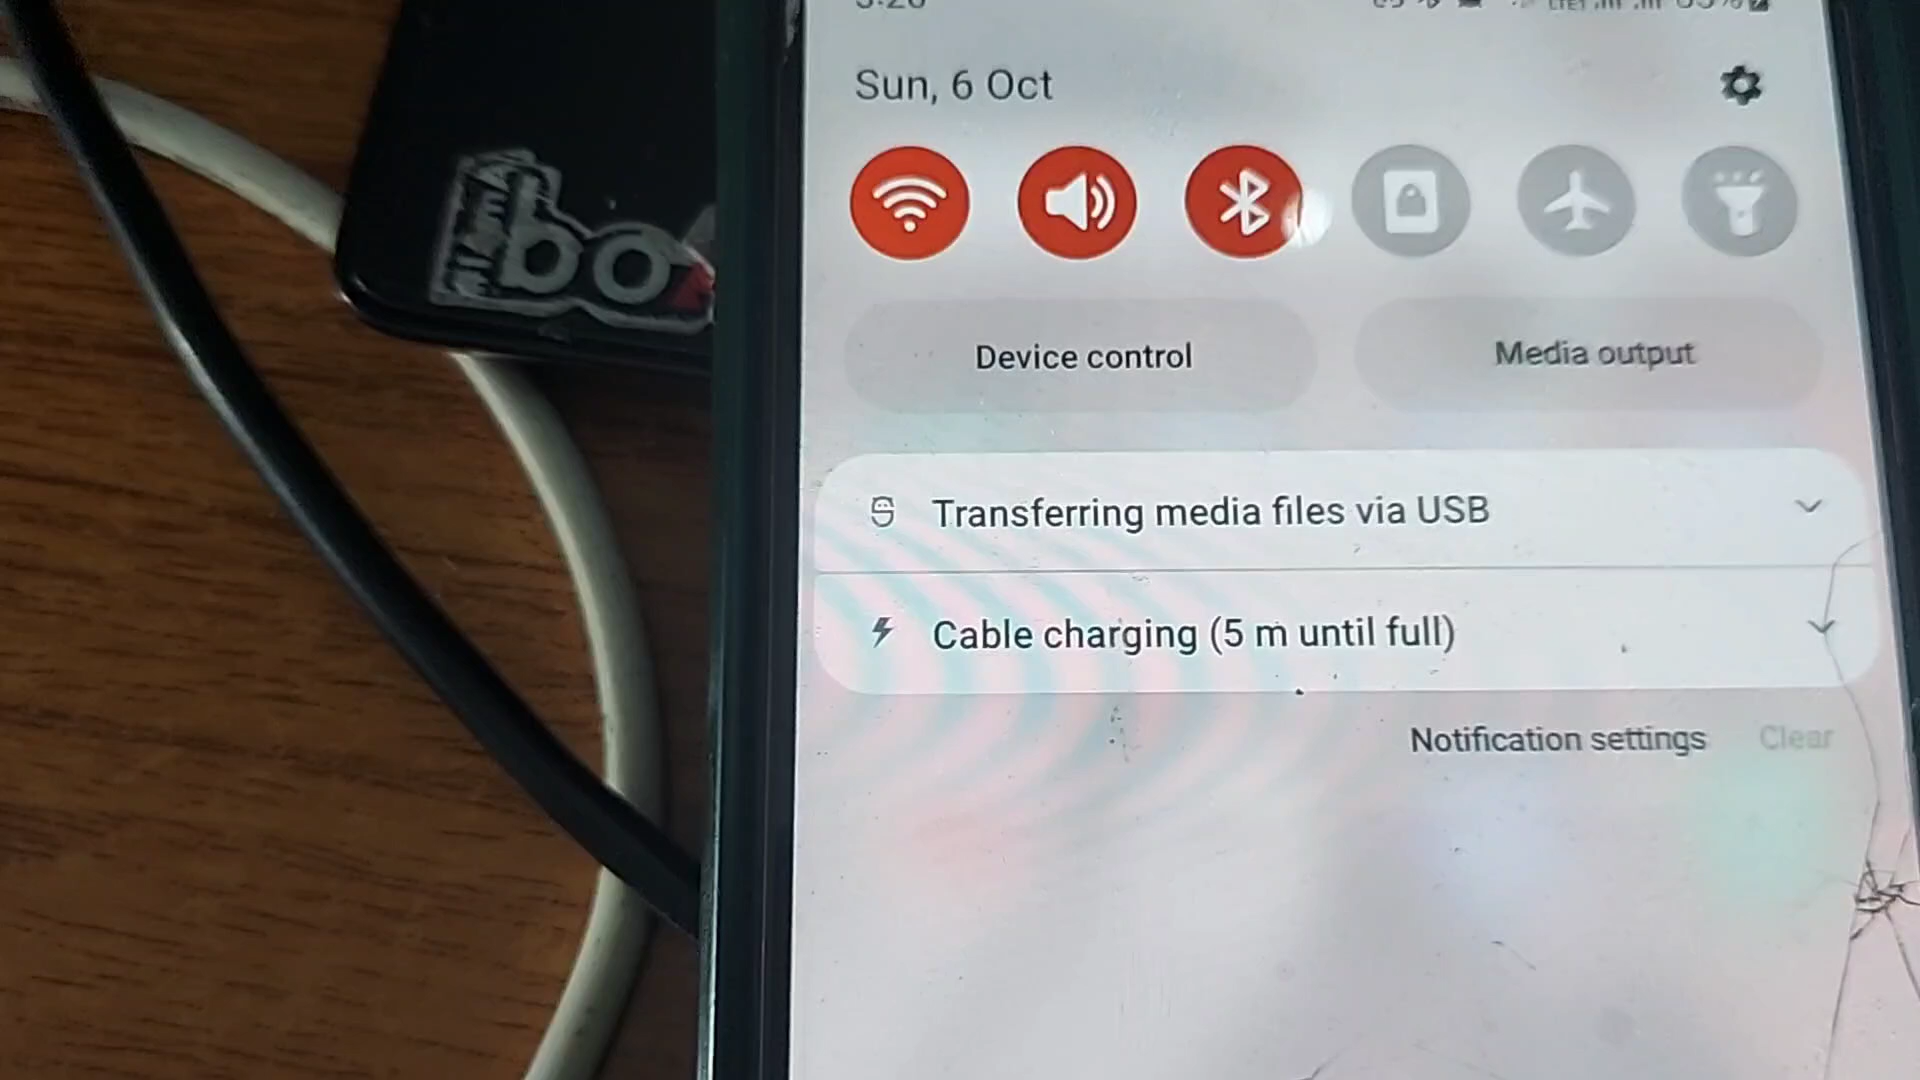 Sun, 6 Oct
Device control
Media output
Transferring media files via USB
Cable charging (5 m until full)
Notification settings
Clear